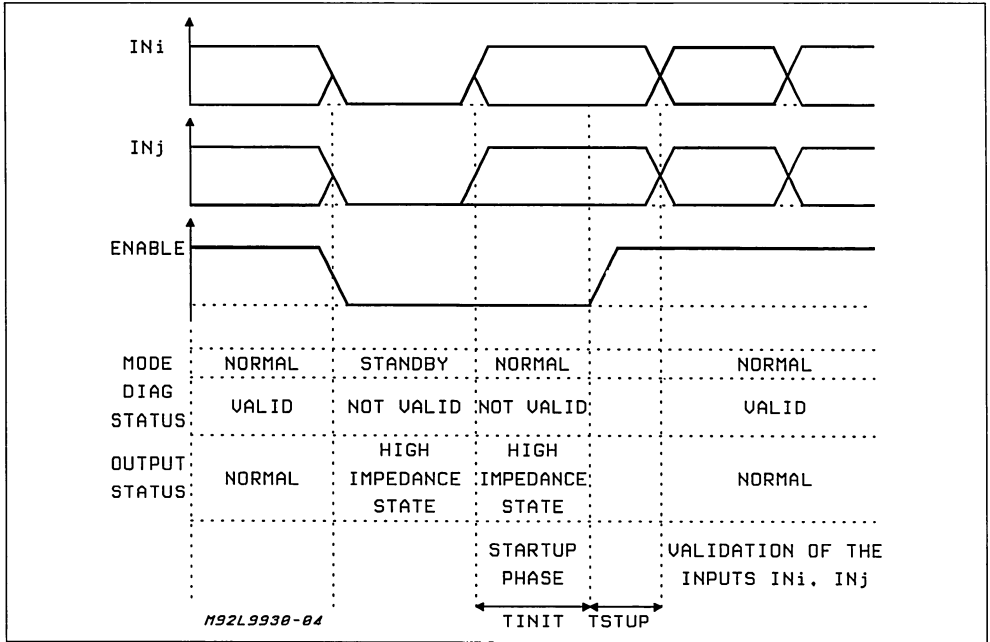 INi
INj
ENABLE
MODE NORMAL STANDBY NORMAL NORMAL
DIAG STATUS VALID NOT VALID NOT VALID VALID
OUTPUT STATUS NORMAL HIGH IMPEDANCE STATE HIGH IMPEDANCE STATE NORMAL
STARTUP PHASE
VALIDATION OF THE INPUTS INi. INj
TINIT TSTUP
M92L9930-04